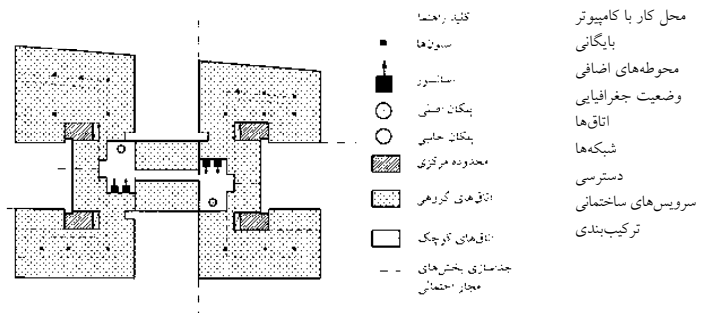 محل کار با کامپیوتر
بایگانی
محوطه‌های اضافی
وضعیت جغرافیایی
اتاق‌ها
شبکه‌ها
دسترسی
سرویس‌های ساختمانی
ترکیب‌بندی
کلید راهنما
ستون‌ها
آسانسور
پلکان اصلی
پلکان جانبی
محدوده مرکزی
اتاق‌های گروهی
اتاق‌های کوچک
جداسازی بخش‌های
مجاز احتمالی